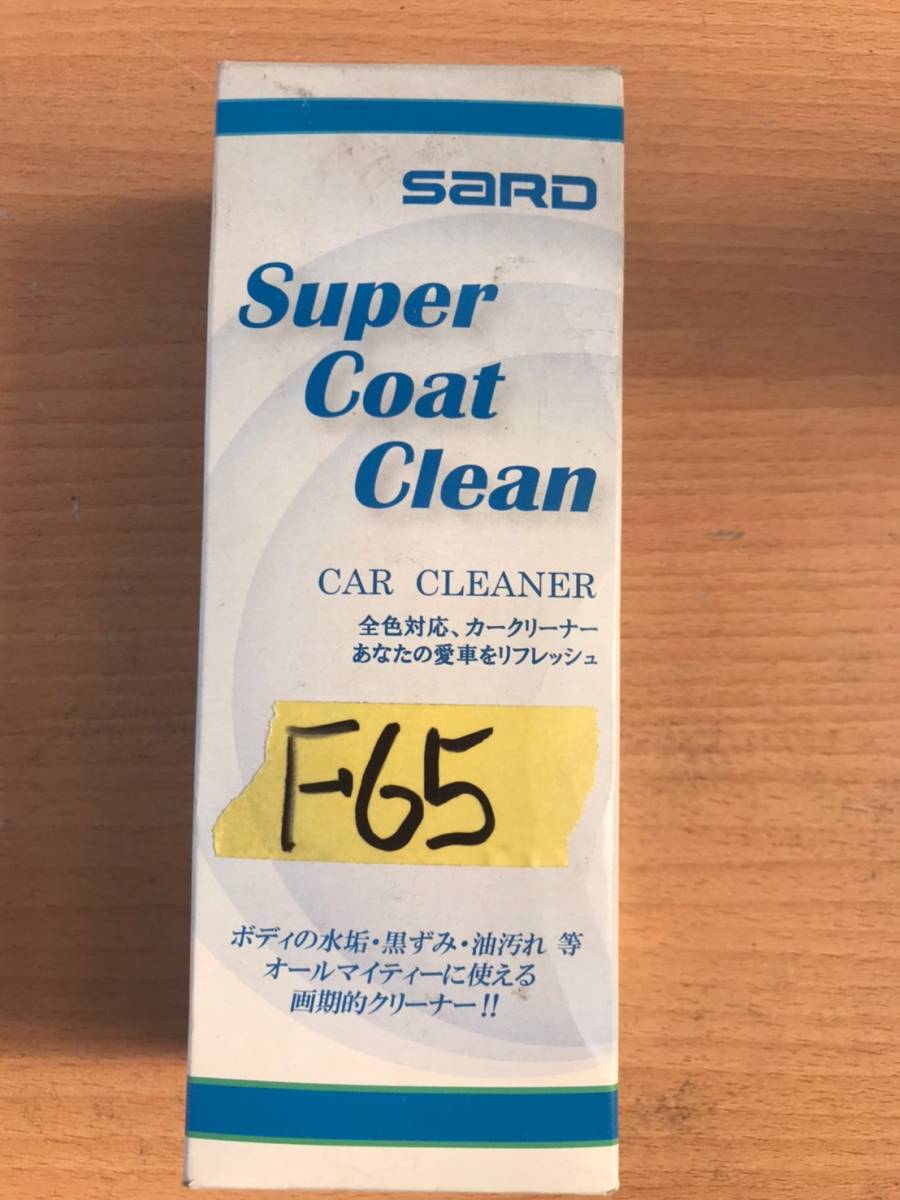 SARD
Super
Coat
Clean
CAR CLEANER
全色対応、カークリーナー
あなたの愛車をリフレッシュ
F65
ボディの水垢・黒ずみ・油汚れ 等
オールマイティーに使える
画期的クリーナー!!